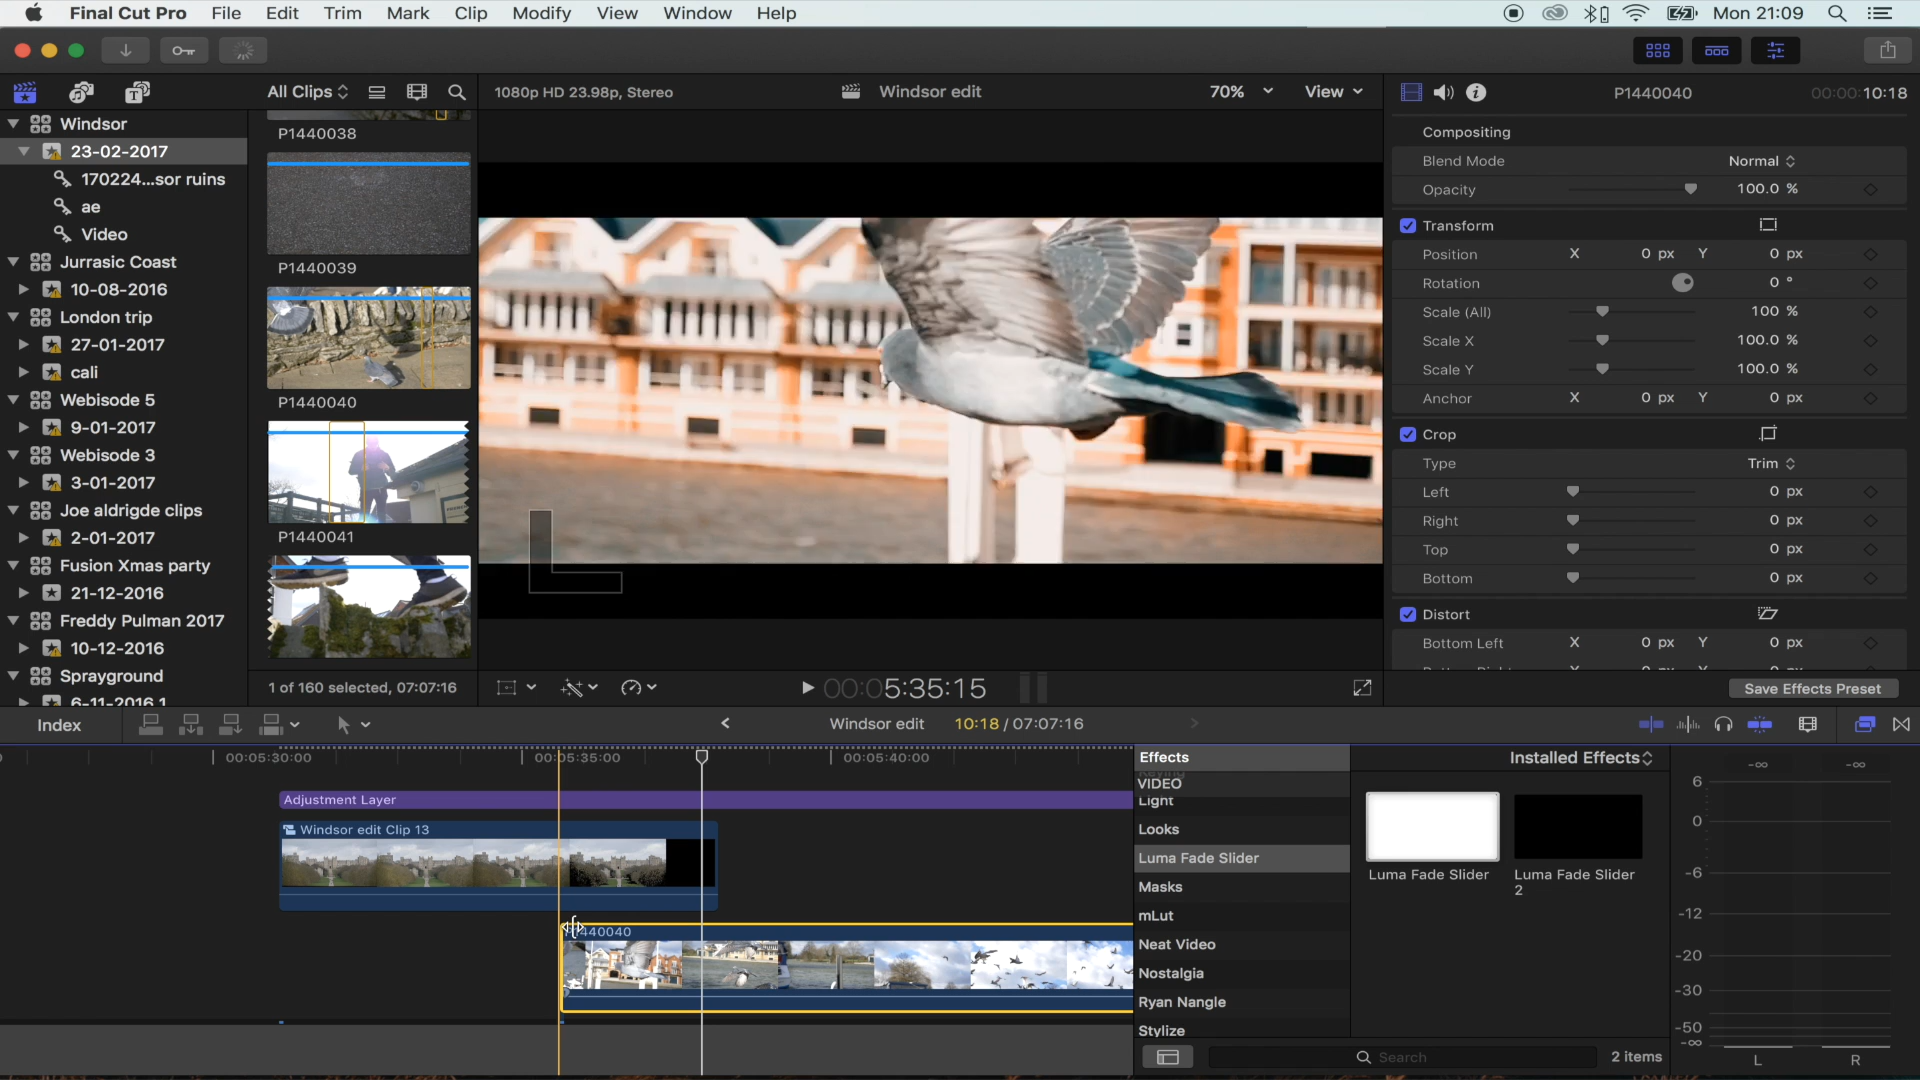 Final Cut Pro File Edit Trim Mark Clip Modify View Window Help Mon 21:09
All Clips
1080p HD 23.98p, Stereo Windsor edit 70% View
P1440040 00:00:10:18
Windsor
23-02-2017
170224...sor ruins
ae
Video
Jurrasic Coast
10-08-2016
London trip
27-01-2017
cali
Webisode 5
9-01-2017
Webisode 3
3-01-2017
Joe aldrigde clips
2-01-2017
Fusion Xmas party
21-12-2016
Freddy Pulman 2017
10-12-2016
Sprayground
6-11-2016 1
P1440038
P1440039
P1440040
P1440041
1 of 160 selected, 07:07:16
00:05:35:15
Compositing
Blend Mode Normal
Opacity 100.0 %
Transform
Position X 0 px Y 0 px
Rotation 0 °
Scale (All) 100 %
Scale X 100.0 %
Scale Y 100.0 %
Anchor X 0 px Y 0 px
Crop
Type Trim
Left 0 px
Right 0 px
Top 0 px
Bottom 0 px
Distort
Bottom Left X 0 px Y 0 px
Save Effects Preset
Index Windsor edit 10:18 / 07:07:16
00:05:30:00 00:05:35:00 00:05:40:00
Adjustment Layer
Windsor edit Clip 13
440040
Effects
VIDEO
Light
Looks
Luma Fade Slider
Masks
mLut
Neat Video
Nostalgia
Ryan Nangle
Stylize
Installed Effects
Luma Fade Slider
Luma Fade Slider 2
Search
2 items
-∞ -∞
6
0
-6
-12
-20
-30
-50
-∞
L R